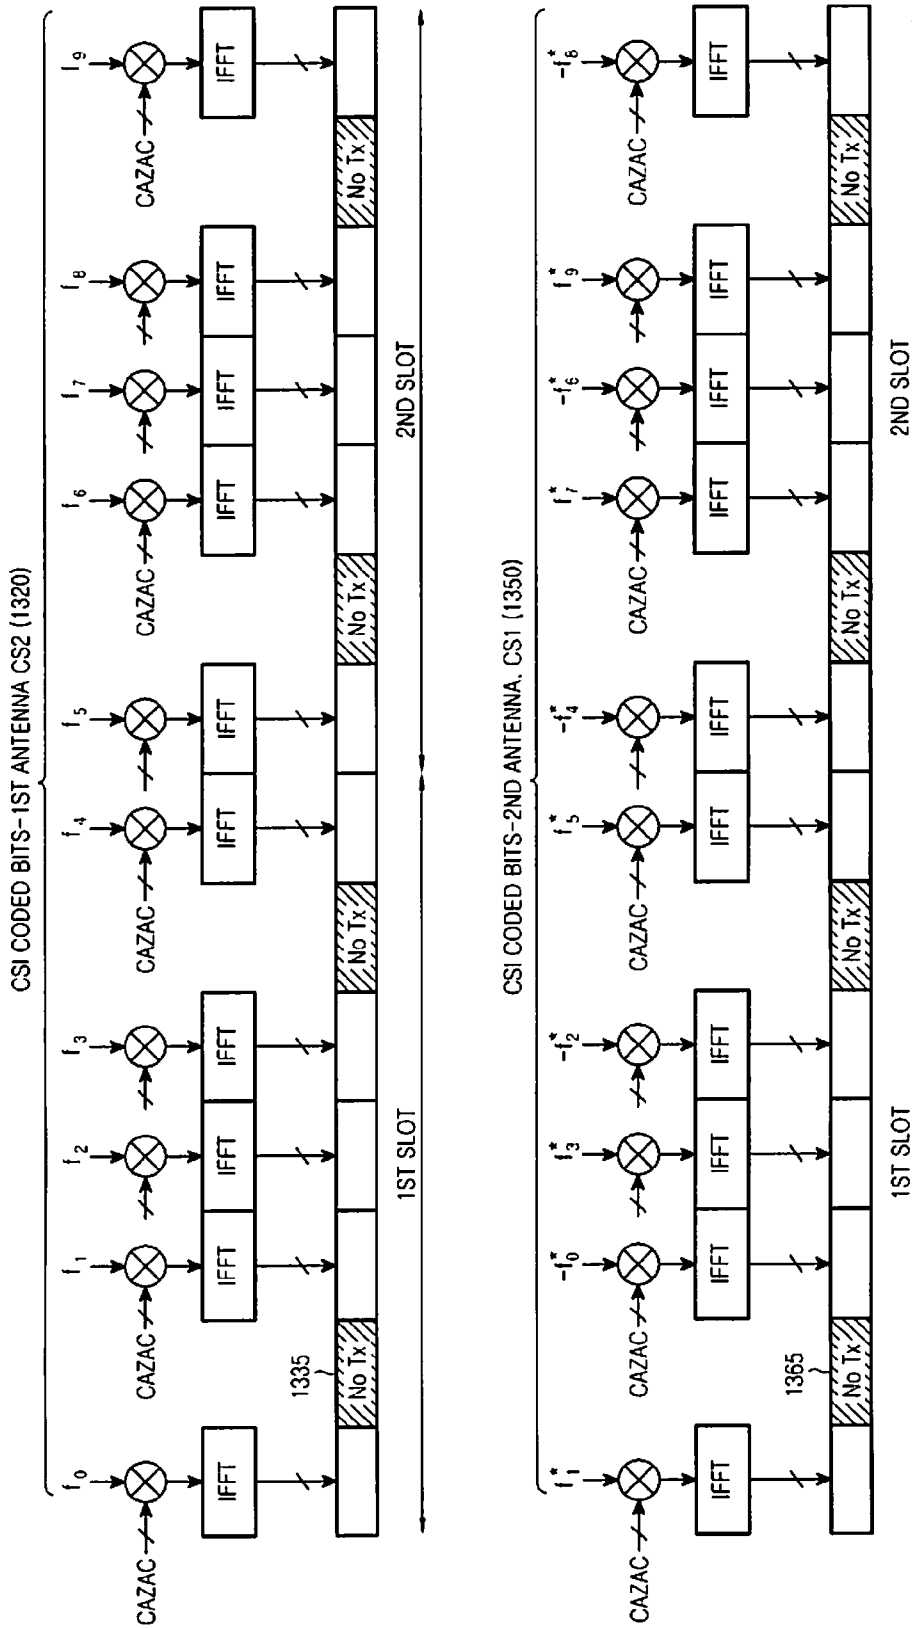 CSI CODED BITS-1ST ANTENNA CS2 (1320)
f0 f1 f2 f3 f4 f5 f6 f7 f8 f9
CAZAC CAZAC CAZAC CAZAC CAZAC
IFFT IFFT IFFT IFFT IFFT IFFT IFFT IFFT IFFT IFFT
1335
No Tx No Tx No Tx No Tx
1ST SLOT 2ND SLOT
CSI CODED BITS-2ND ANTENNA. CS1 (1350)
f1* -f0* f3* -f2* f5* -f4* f7* -f6* f9* -f8*
CAZAC CAZAC CAZAC CAZAC CAZAC
IFFT IFFT IFFT IFFT IFFT IFFT IFFT IFFT IFFT IFFT
1365
No Tx No Tx No Tx No Tx
1ST SLOT 2ND SLOT